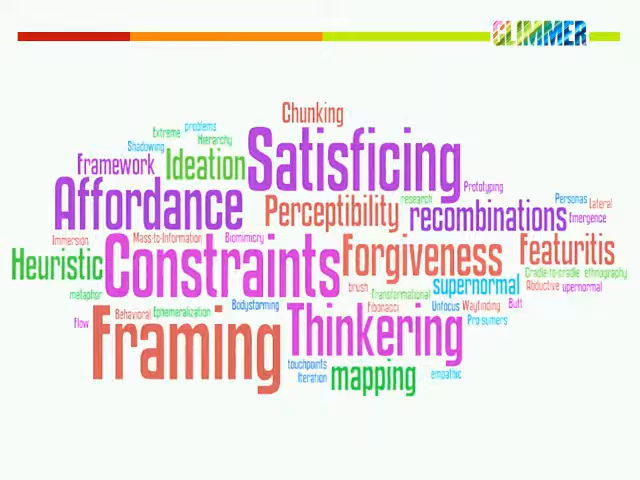 GLIMMER
Chunking
Extreme problems
Shadowing Hierarchy
Satisficing
Framework Ideation
Prototyping
Affordance Perceptibility research recombinations Personas Lateral
Emergence
Immersion Mass-to-Information Biomimicry
Heuristic Constraints Forgiveness Featuritis
supernormal Cradle-to-cradle ethnography
Abductive upernormal
metaphor brush Transformational
Bodystorming Fibonacci Unfocus Wayfinding Butt
flow Behavioral Ephemeralization Prosumers
Framing Thinkering
touchpoints
Iteration mapping empathic